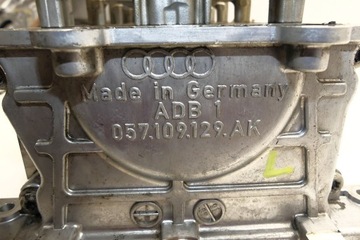 Made in Germany
ADB 1
057.109.129.AK
L